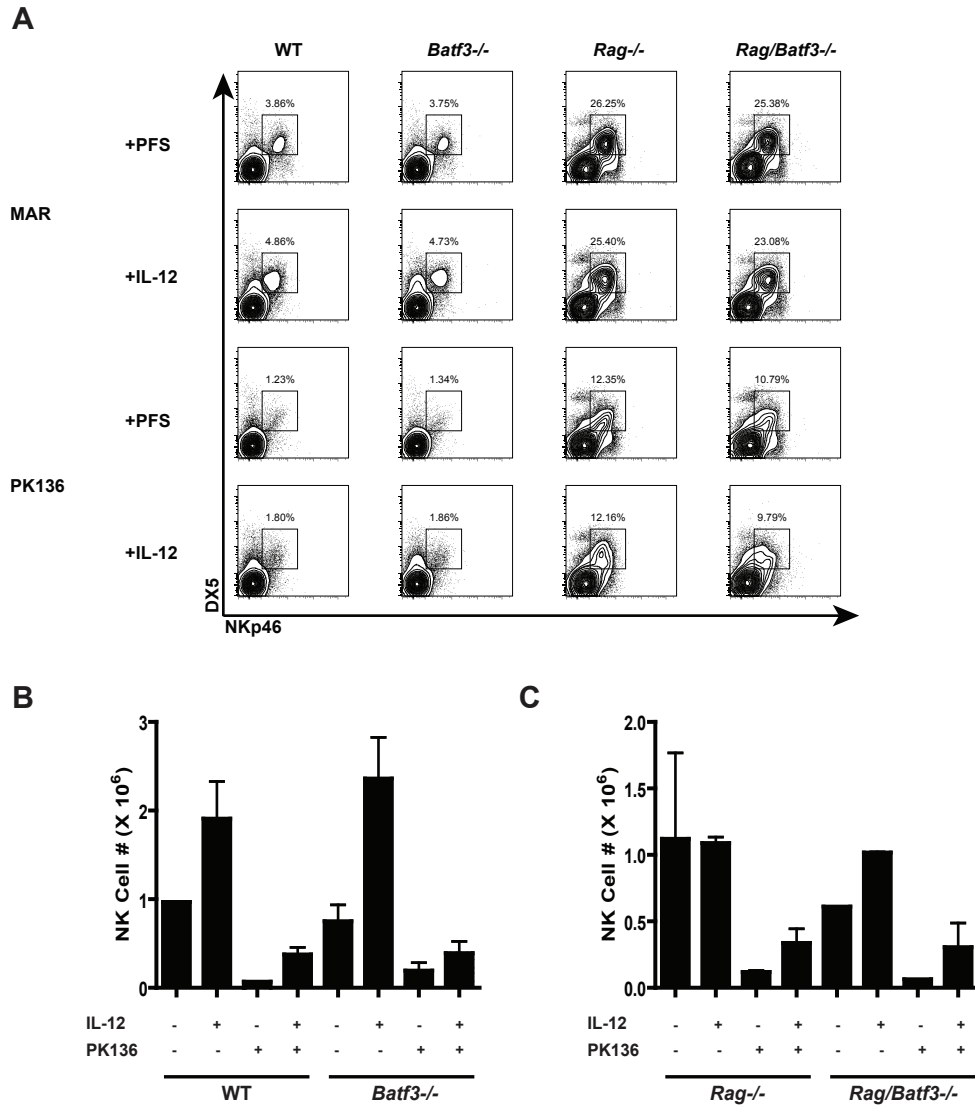 A
WT Batf3-/- Rag-/- Rag/Batf3-/-
3.86% 3.75% 26.25% 25.38%
+PFS
MAR
4.86% 4.73% 25.40% 23.08%
+IL-12
1.23% 1.34% 12.35% 10.79%
+PFS
PK136
1.80% 1.86% 12.16% 9.79%
+IL-12
DX5
NKp46
B
NK Cell # (X 10⁶)
3
2
1
0
IL-12 - + - + - + - +
PK136 - - + + - - + +
WT Batf3-/-
C
NK Cell # (X 10⁶)
2.0
1.5
1.0
0.5
0.0
IL-12 - + - + - + - +
PK136 - - + + - - + +
Rag-/- Rag/Batf3-/-